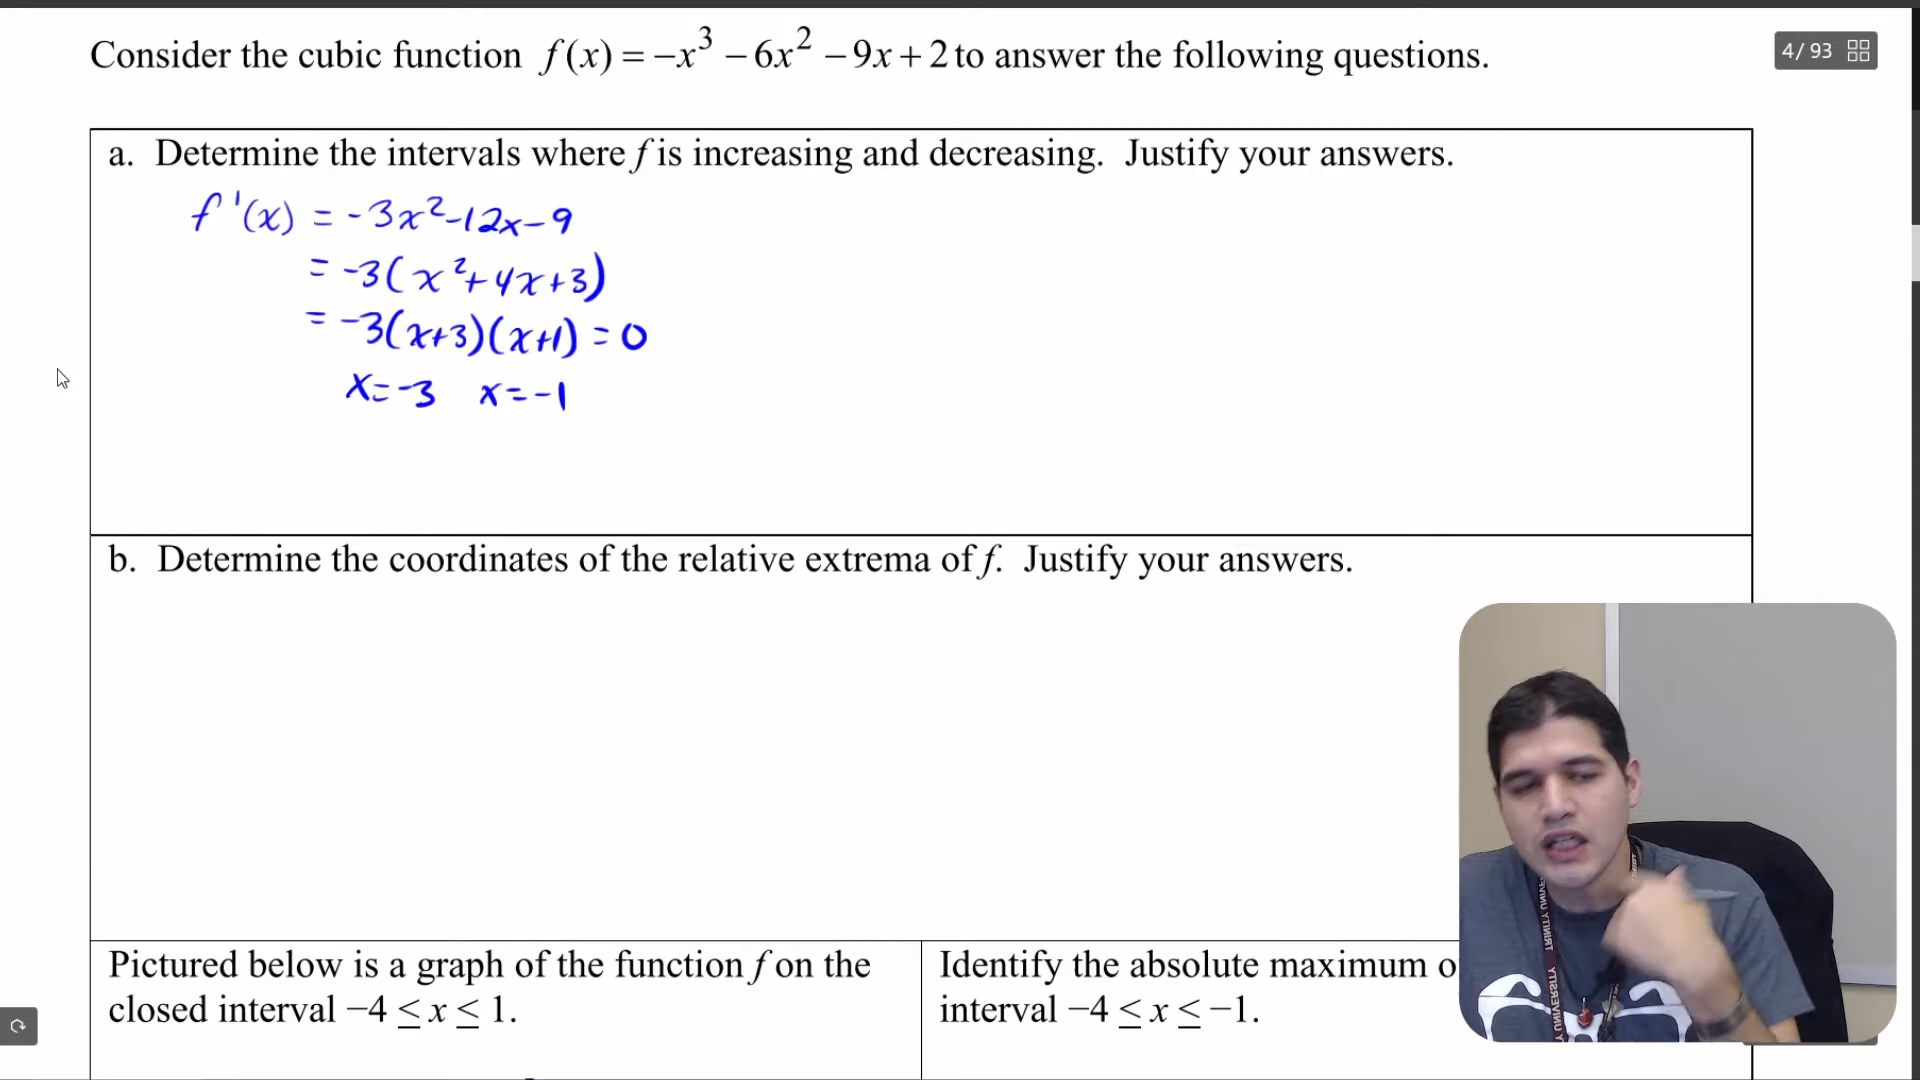 Consider the cubic function f(x) = −x³ − 6x² − 9x + 2 to answer the following questions.
4/93
a. Determine the intervals where f is increasing and decreasing. Justify your answers.
f'(x) = -3x²-12x-9
= -3(x²+4x+3)
= -3(x+3)(x+1) = 0
x=-3 x=-1
b. Determine the coordinates of the relative extrema of f. Justify your answers.
Pictured below is a graph of the function f on the
closed interval −4 ≤ x ≤ 1.
Identify the absolute maximum o
interval −4 ≤ x ≤ −1.
TRINITY UNIVE
UNIVERSITY